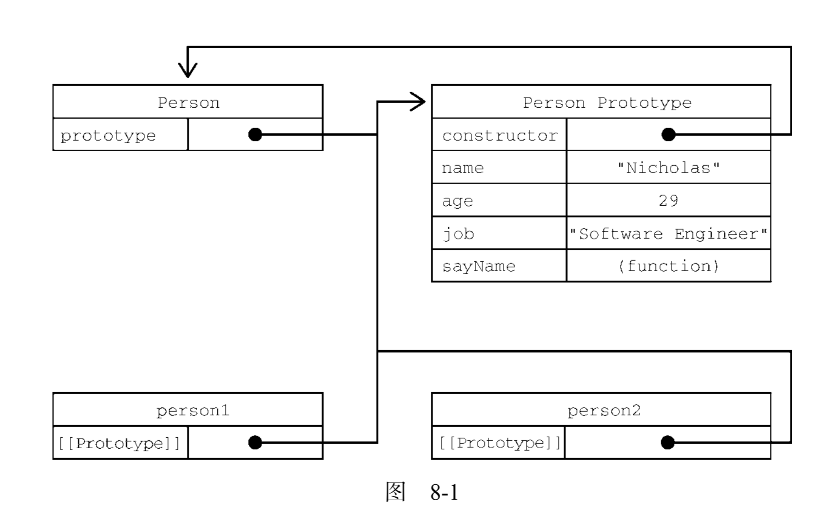 Person
prototype
Person Prototype
constructor
name "Nicholas"
age 29
job "Software Engineer"
sayName (function)
person1
[[Prototype]]
person2
[[Prototype]]
图 8-1